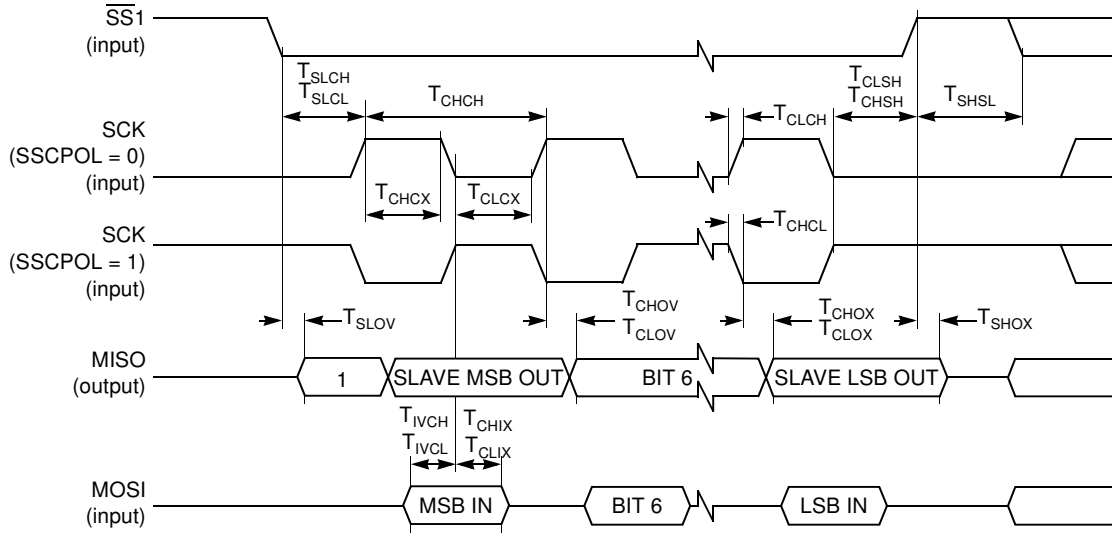 SS1
(input)
TSLCH
TSLCL
TCHCH
TCLCH
TCLSH
TCHSH
TSHSL
SCK
(SSCPOL = 0)
(input)
TCHCX
TCLCX
SCK
(SSCPOL = 1)
(input)
TCHCL
TSLOV
TCHOV
TCLOV
TCHOX
TCLOX
TSHOX
MISO
(output)
1
SLAVE MSB OUT
BIT 6
SLAVE LSB OUT
TIVCH
TIVCL
TCHIX
TCLIX
MOSI
(input)
MSB IN
BIT 6
LSB IN